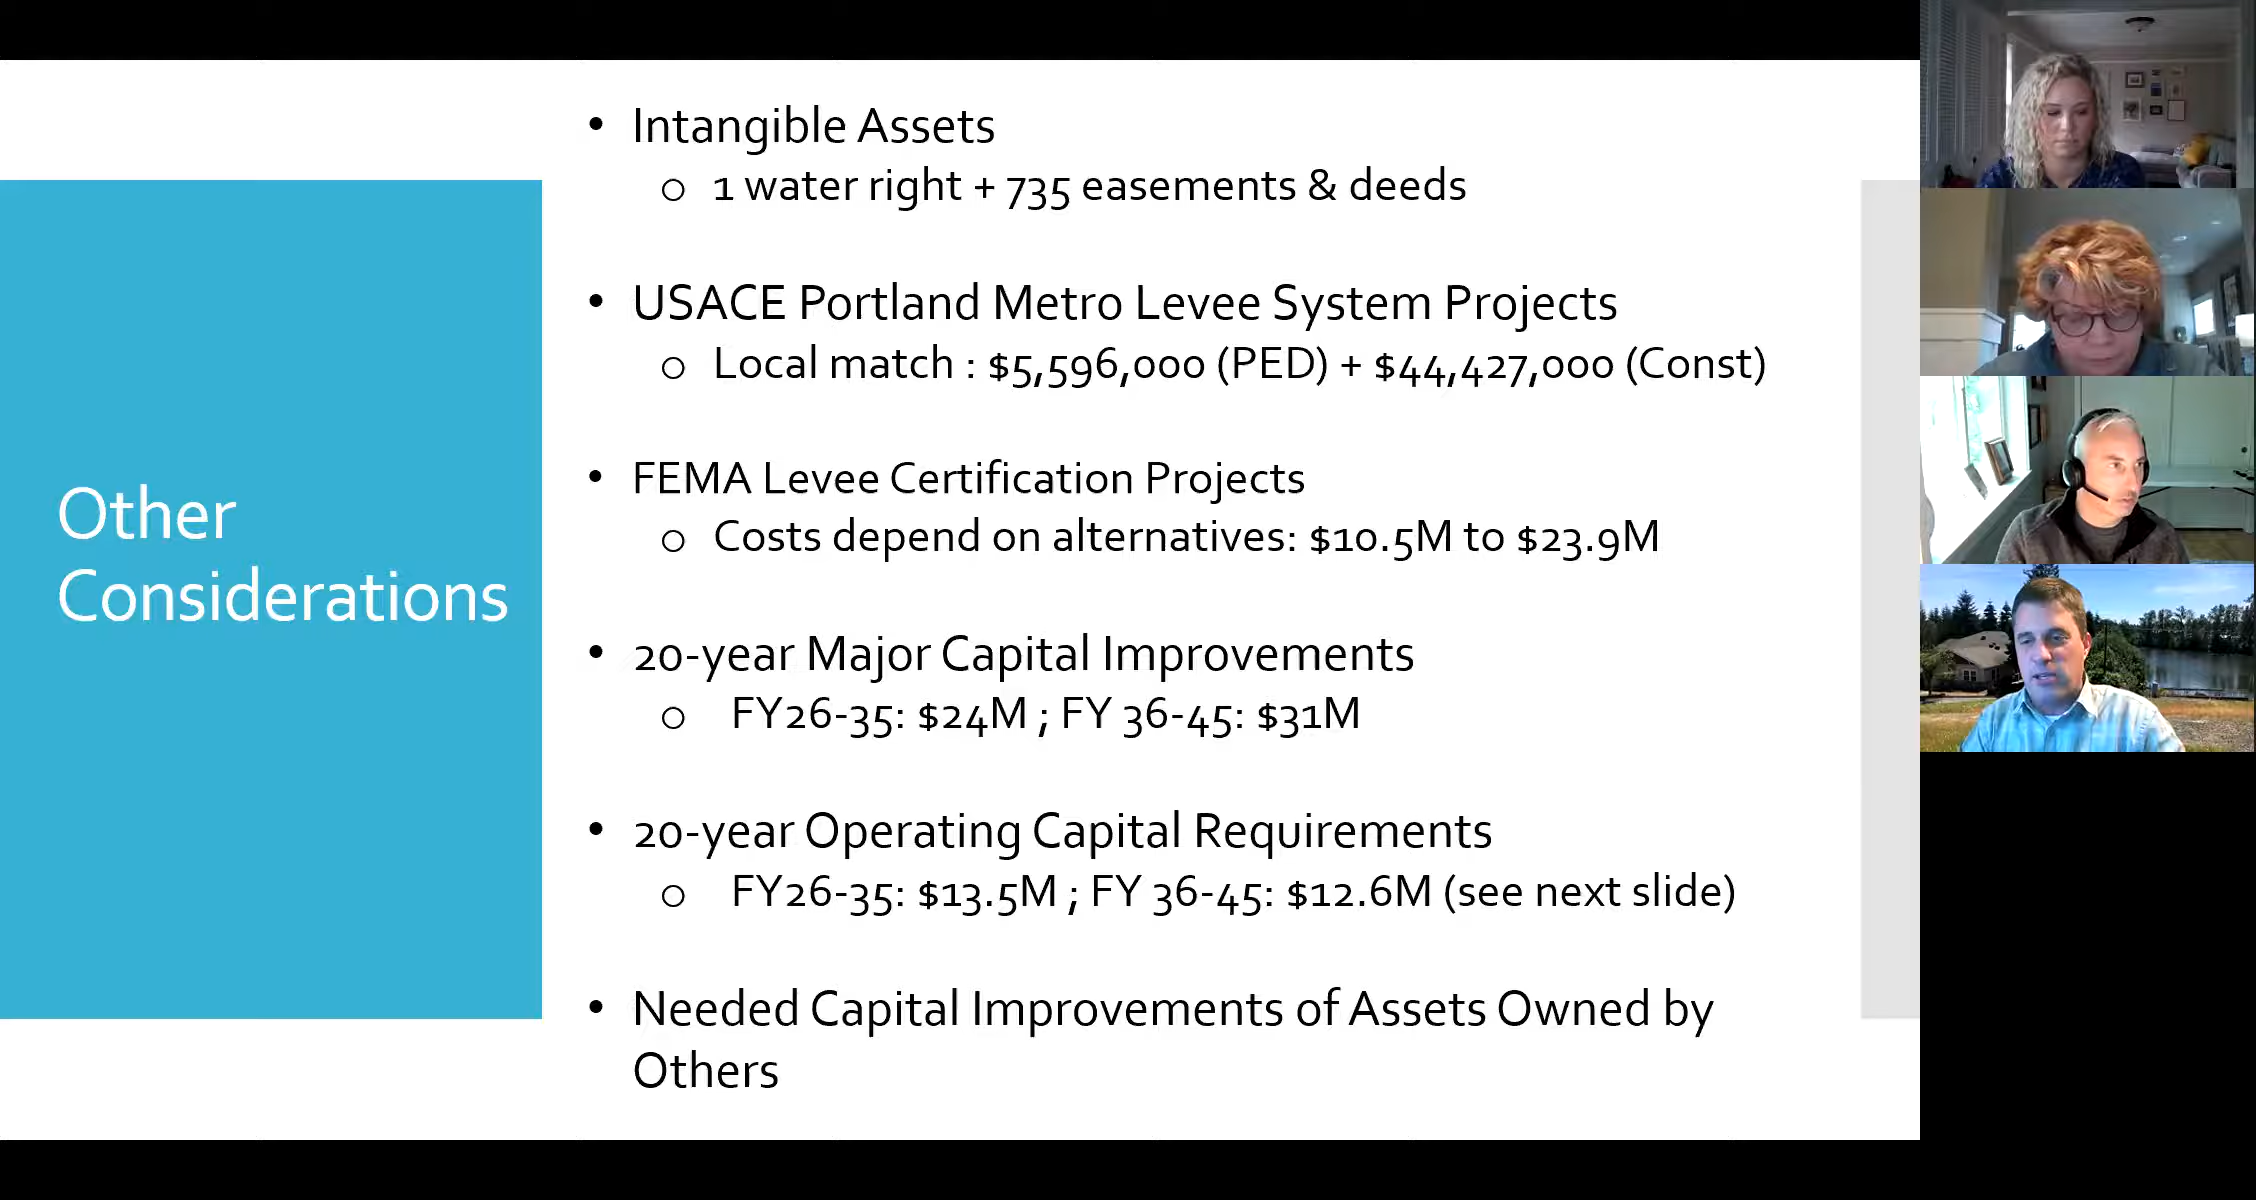 Other
Considerations
• Intangible Assets
o 1 water right + 735 easements & deeds
• USACE Portland Metro Levee System Projects
o Local match : $5,596,000 (PED) + $44,427,000 (Const)
• FEMA Levee Certification Projects
o Costs depend on alternatives: $10.5M to $23.9M
• 20-year Major Capital Improvements
o FY26-35: $24M ; FY 36-45: $31M
• 20-year Operating Capital Requirements
o FY26-35: $13.5M ; FY 36-45: $12.6M (see next slide)
• Needed Capital Improvements of Assets Owned by
Others